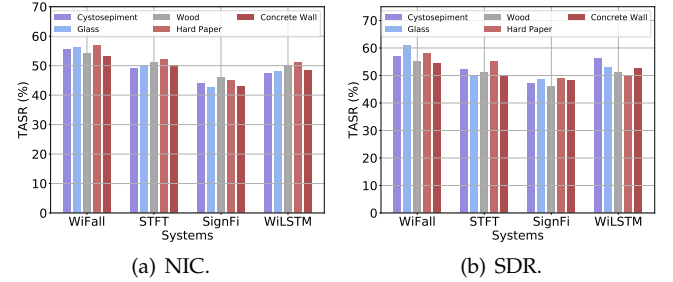 Cystosepiment Wood Concrete Wall
Glass Hard Paper
70
60
50
40
30
20
10
0
TASR (%)
WiFall STFT SignFi WiLSTM
Systems
(a) NIC.
Cystosepiment Wood Concrete Wall
Glass Hard Paper
80
70
60
50
40
30
20
10
0
TASR (%)
WiFall STFT SignFi WiLSTM
Systems
(b) SDR.